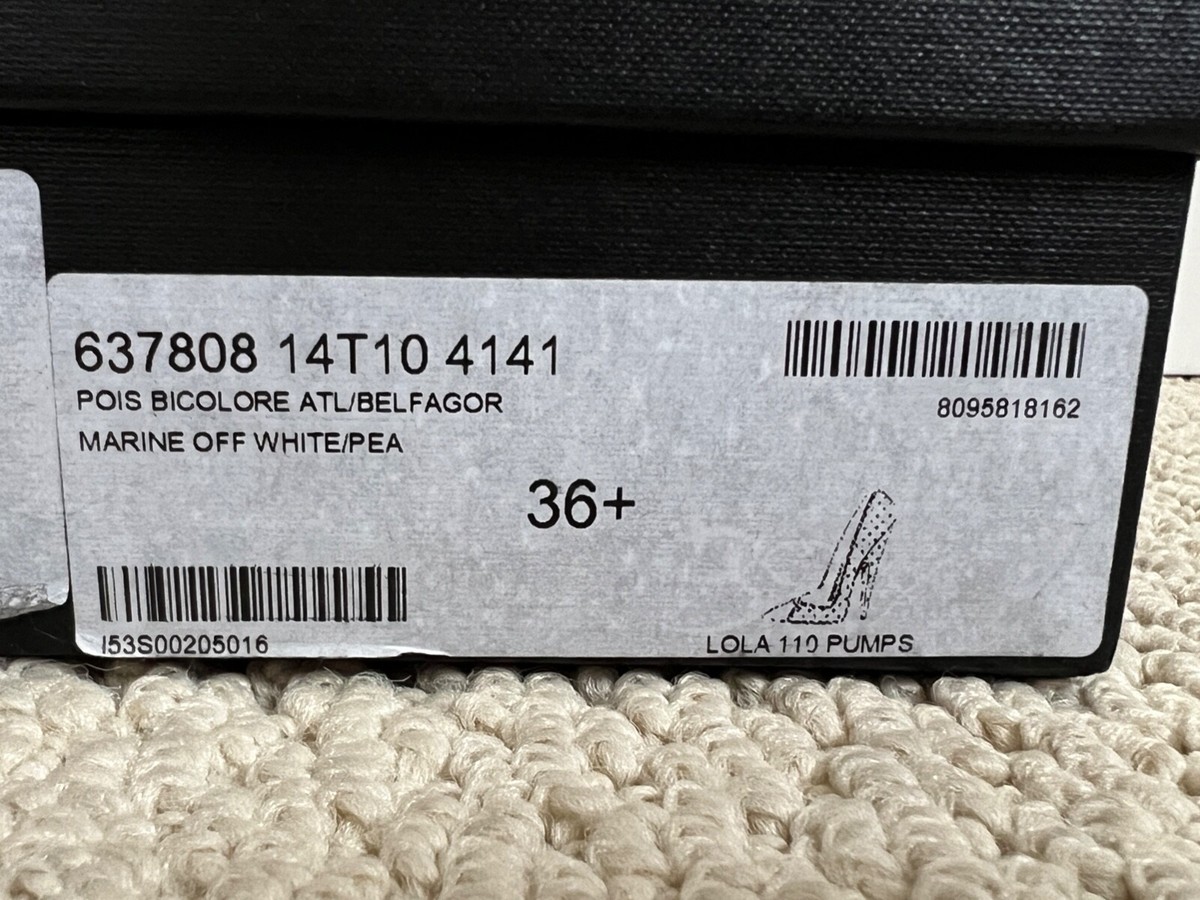 637808 14T10 4141
POIS BICOLORE ATL/BELFAGOR
MARINE OFF WHITE/PEA
8095818162
36+
I53S00205016
LOLA 110 PUMPS